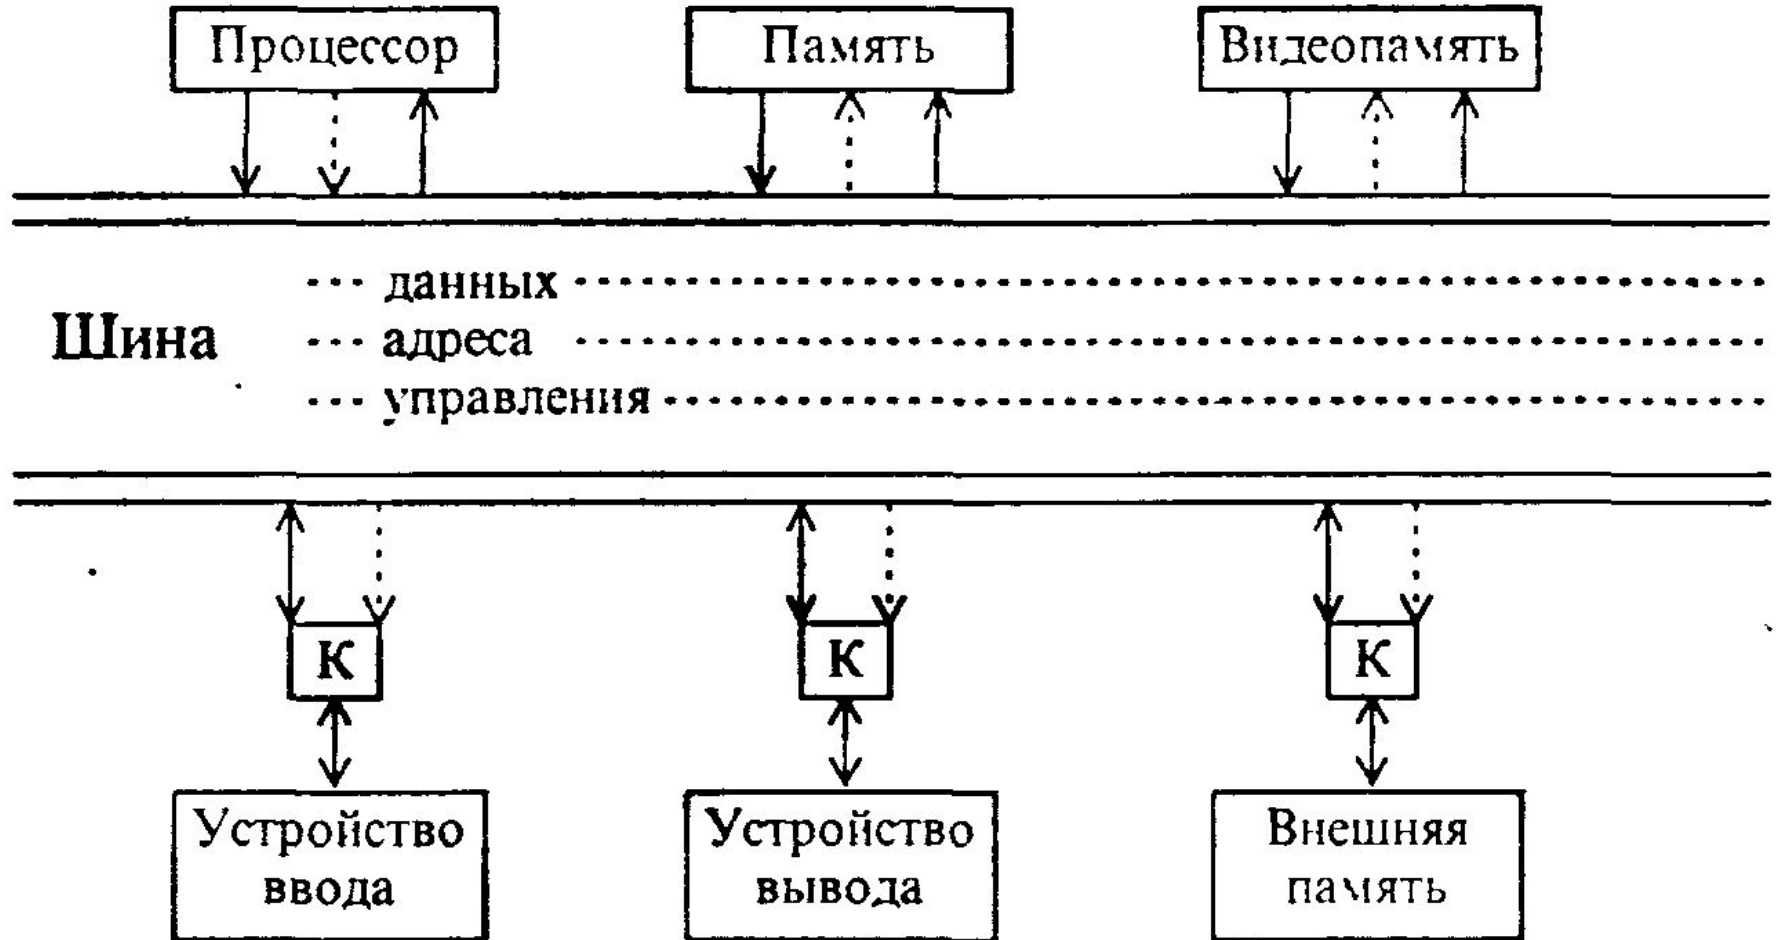 Процессор
Память
Видеопамять
Шина
данных
адреса
управления
К
К
К
Устройство
ввода
Устройство
вывода
Внешняя
память